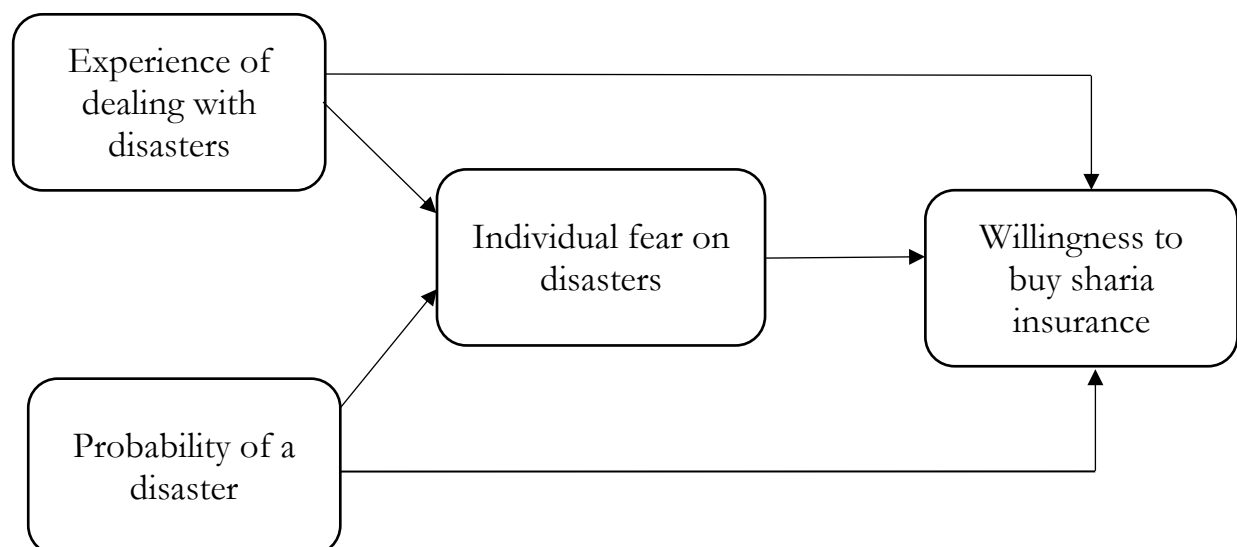 Experience of
dealing with
disasters
Individual fear on
disasters
Willingness to
buy sharia
insurance
Probability of a
disaster